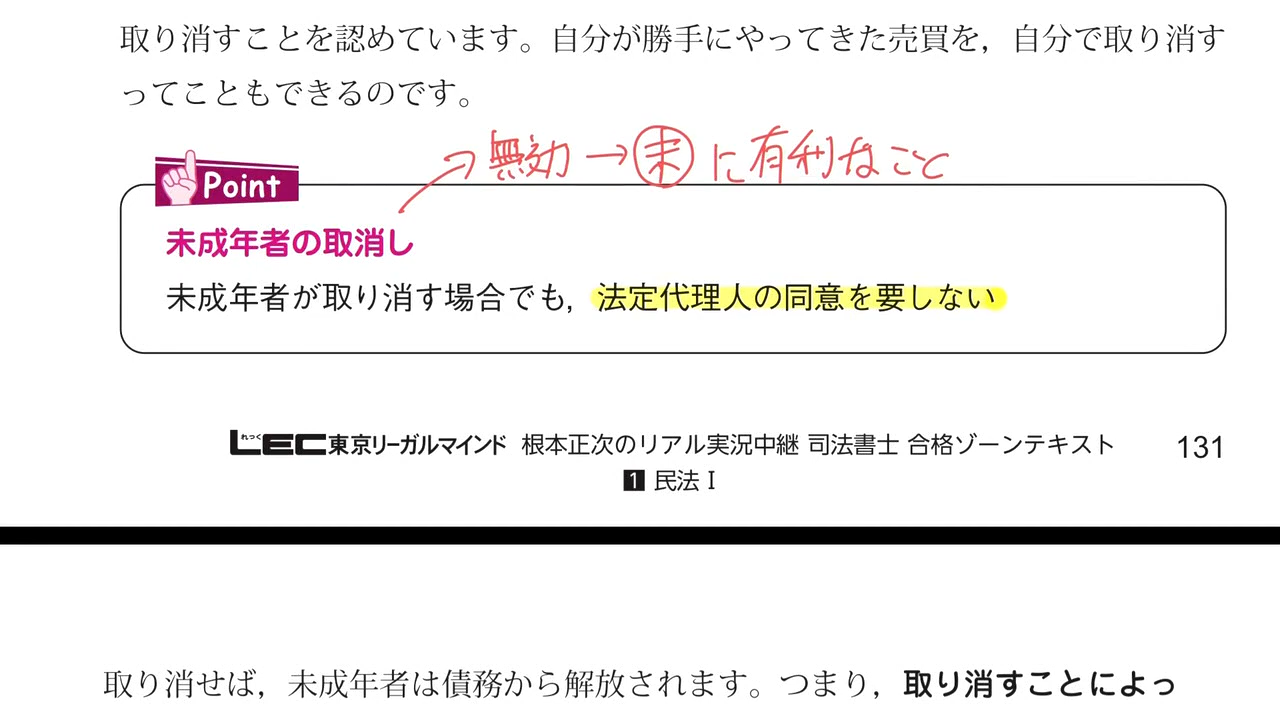 取り消すことを認めています。自分が勝手にやってきた売買を，自分で取り消す
ってこともできるのです。
→無効→未に有利なこと
Point
未成年者の取消し
未成年者が取り消す場合でも，法定代理人の同意を要しない
れっく
LEC東京リーガルマインド 根本正次のリアル実況中継 司法書士 合格ゾーンテキスト
131
1 民法Ⅰ
取り消せば，未成年者は債務から解放されます。つまり，取り消すことによっ